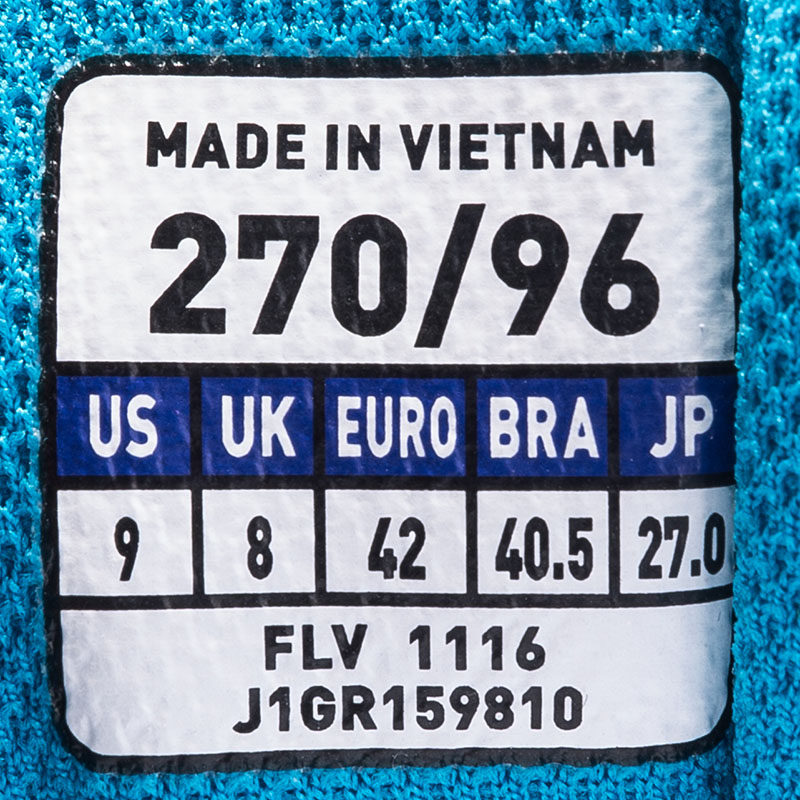 MADE IN VIETNAM
270/96
US UK EURO BRA JP
9 8 42 40.5 27.0
FLV 1116
J1GR159810